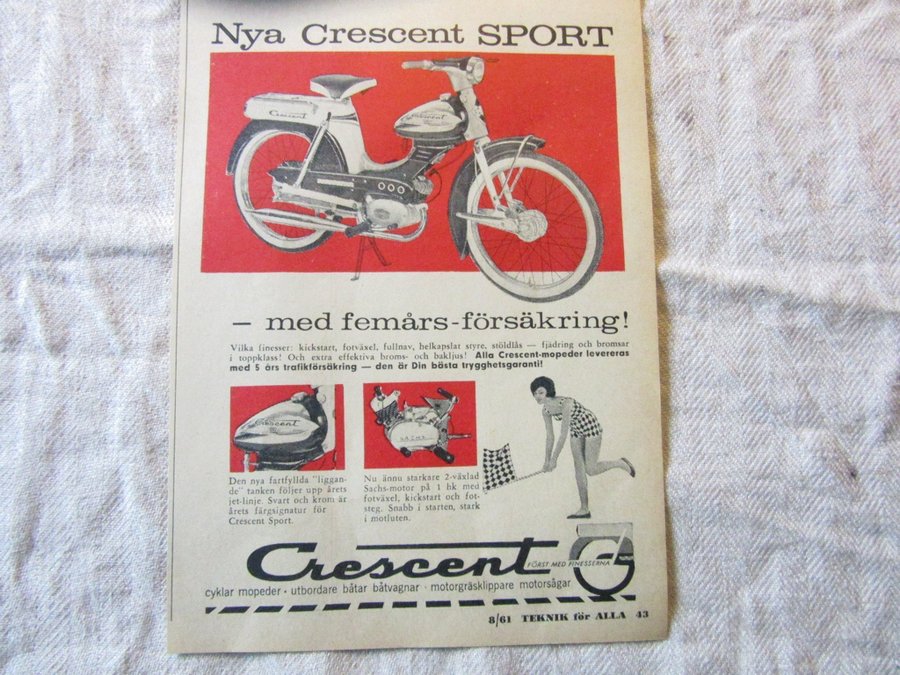 Nya Crescent SPORT
Crescent
Crescent
– med femårs-försäkring!
Vilka finesser: kickstart, fotväxel, fullnav, helkapslat styre, stöldlås — fjädring och bromsar
i toppklass! Och extra effektiva broms- och bakljus! Alla Crescent-mopeder levereras
med 5 års trafikförsäkring — den är Din bästa trygghetsgaranti!
Crescent
SACHS
Den nya fartfyllda "liggan-
de" tanken följer upp årets
jet-linje. Svart och krom är
årets färgsignatur för
Crescent Sport.
Nu ännu starkare 2-växlad
Sachs-motor på 1 hk med
fotväxel, kickstart och fot-
steg. Snabb i starten, stark
i motluten.
Crescent
FÖRST MED FINESSERNA
cyklar mopeder · utbordare båtar båtvagnar · motorgräsklippare motorsågar
8/61 TEKNIK för ALLA 43